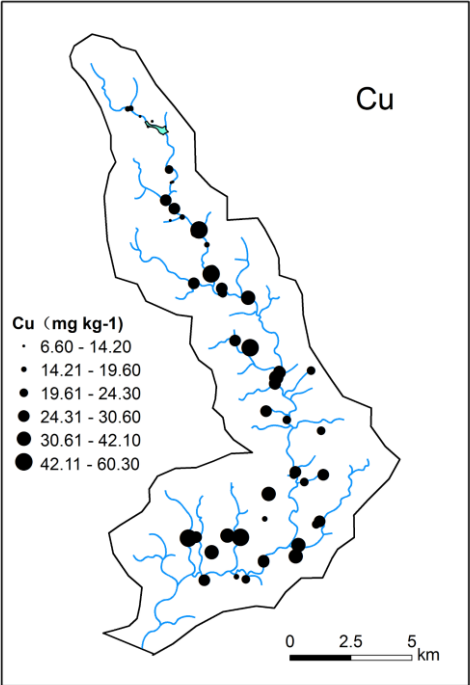 Cu
Cu（mg kg-1)
6.60 - 14.20
14.21 - 19.60
19.61 - 24.30
24.31 - 30.60
30.61 - 42.10
42.11 - 60.30
0 2.5 5
km